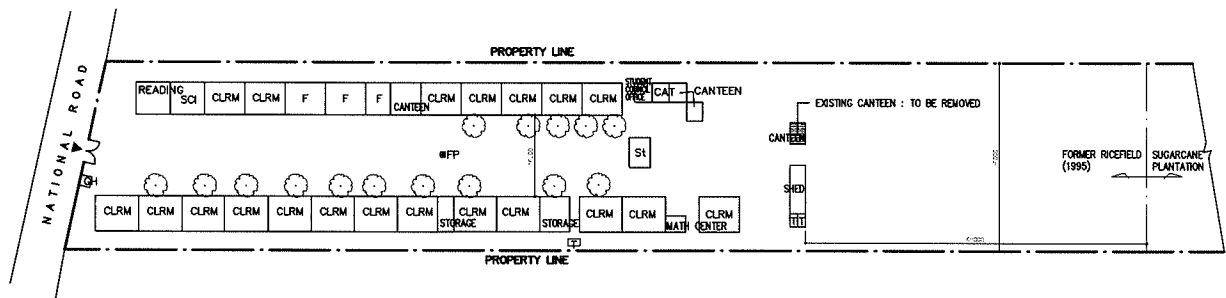 PROPERTY LINE
NATIONAL ROAD
READING
SCI
CLRM
CLRM
F
F
F
CANTEEN
CLRM
CLRM
CLRM
CLRM
CLRM
STUDENT
COUNCIL
OFFICE
CAT
CANTEEN
EXISTING CANTEEN : TO BE REMOVED
CANTEEN
FP
St
GH
SHED
FORMER RICEFIELD
(1995)
SUGARCANE
PLANTATION
CLRM
CLRM
CLRM
CLRM
CLRM
CLRM
CLRM
CLRM
STORAGE
CLRM
CLRM
STORAGE
CLRM
CLRM
MATH CENTER
CLRM
T
T
T
PROPERTY LINE